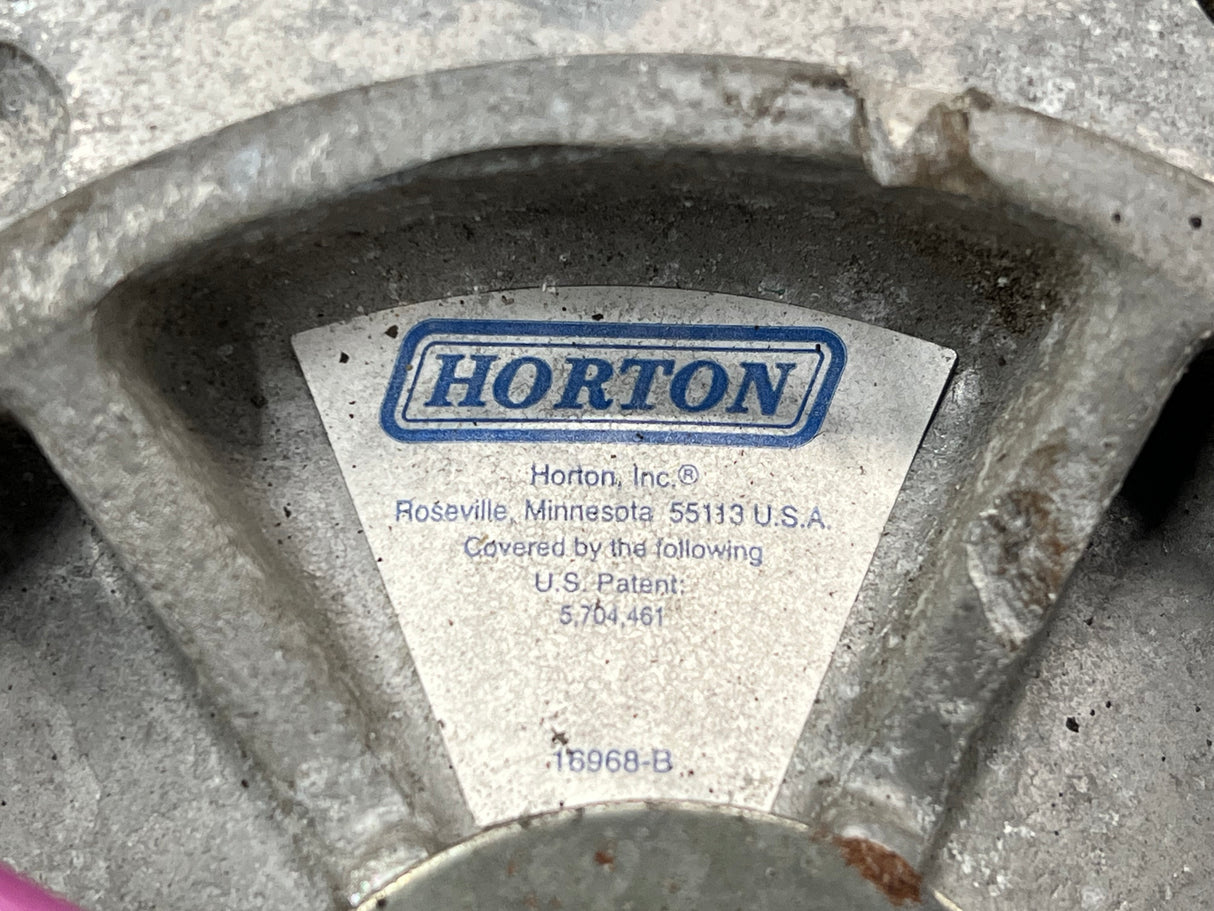 HORTON
Horton, Inc.®
Roseville, Minnesota 55113 U.S.A.
Covered by the following
U.S. Patent:
5,704,461
16968-B